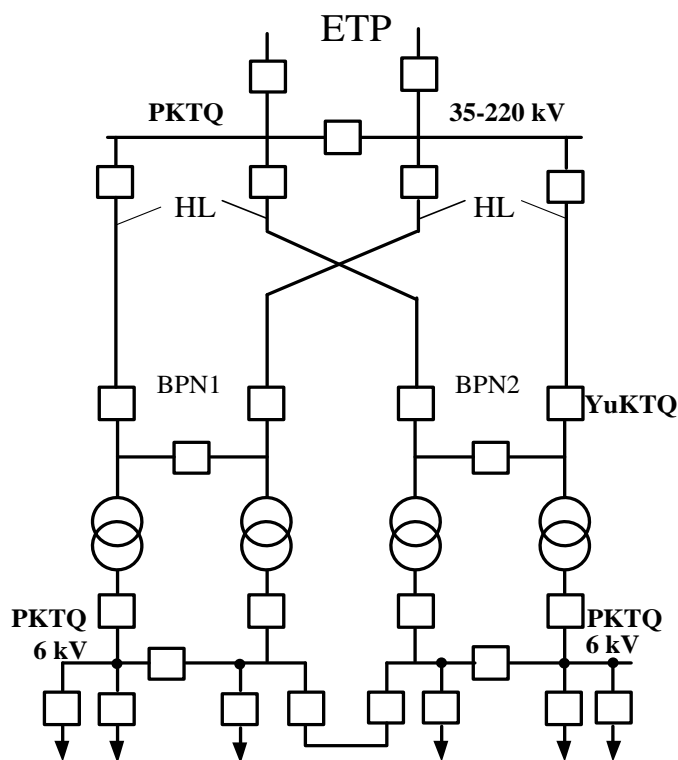 ETP
PKTQ
35-220 kV
HL
HL
BPN1
BPN2
YuKTQ
PKTQ
6 kV
PKTQ
6 kV